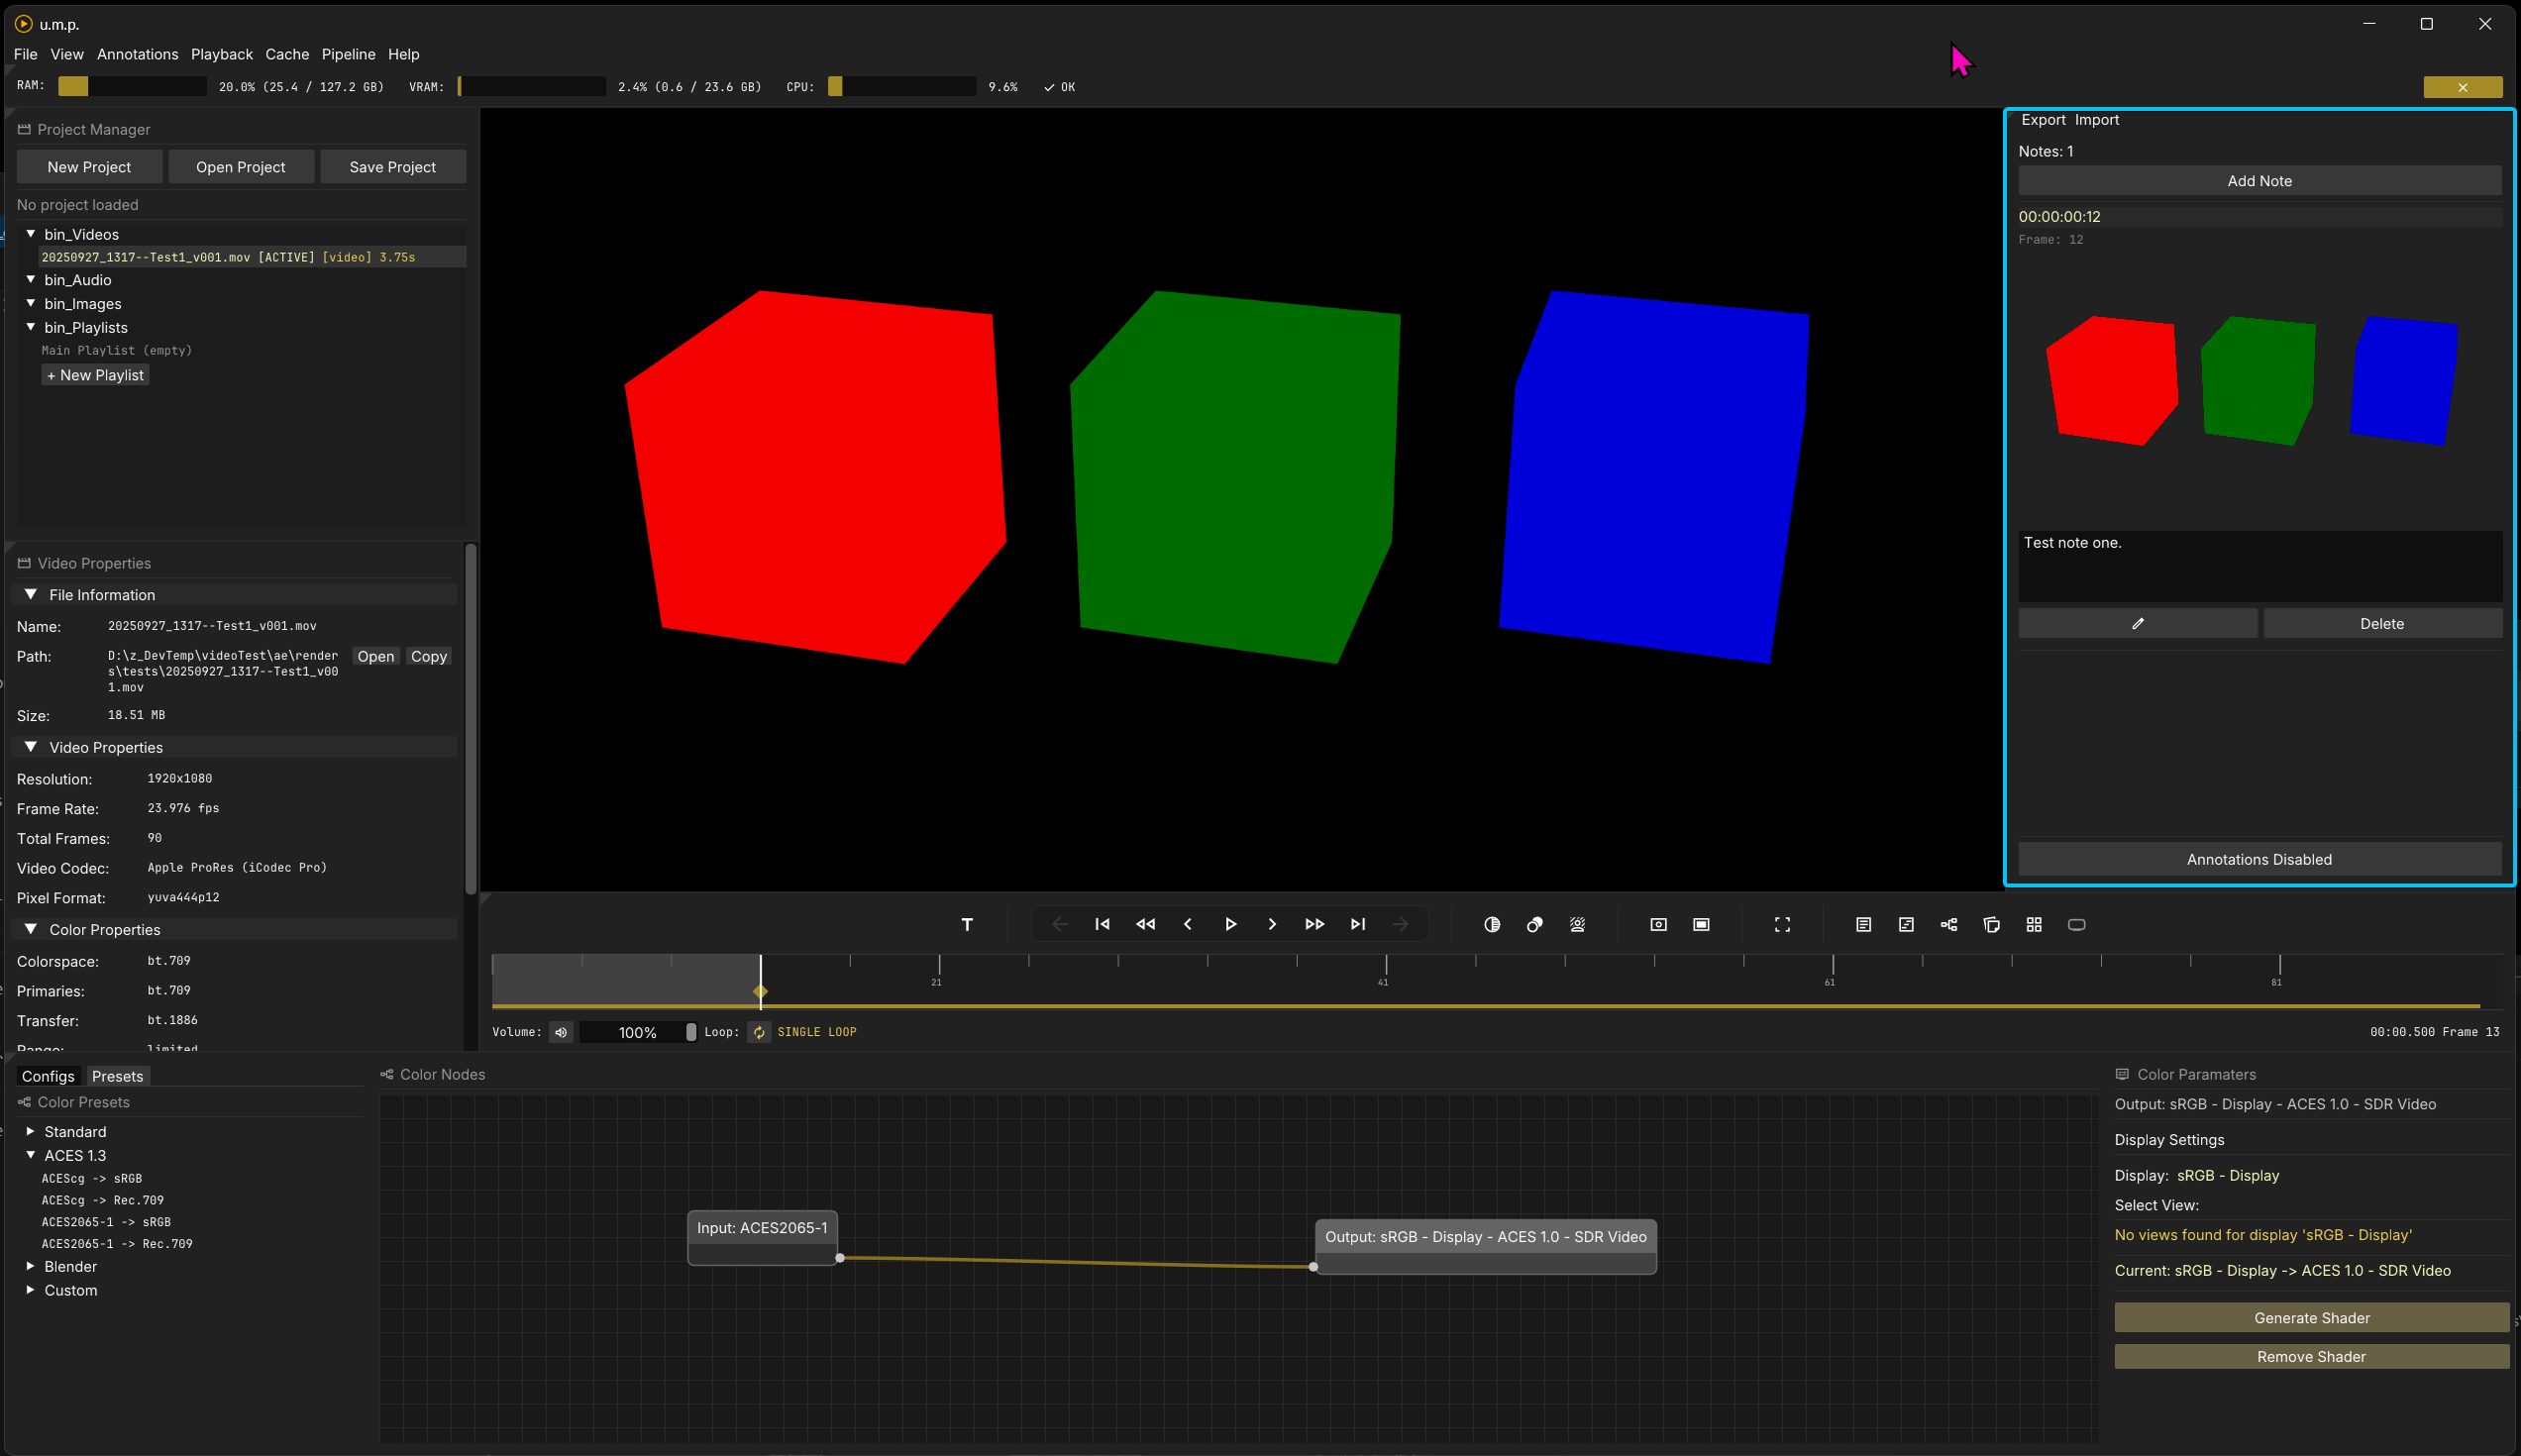 u.m.p.
File View Annotations Playback Cache Pipeline Help
RAM: 20.0% (25.4 / 127.2 GB) VRAM: 2.4% (0.6 / 23.6 GB) CPU: 9.6% OK
Project Manager
New Project Open Project Save Project
No project loaded
bin_Videos
20250927_1317--Test1_v001.mov [ACTIVE] [video] 3.75s
bin_Audio
bin_Images
bin_Playlists
Main Playlist (empty)
+ New Playlist
Video Properties
File Information
Name: 20250927_1317--Test1_v001.mov
Path: D:\z_DevTemp\videoTest\ae\render
s\tests\20250927_1317--Test1_v00
1.mov
Open Copy
Size: 18.51 MB
Video Properties
Resolution: 1920x1080
Frame Rate: 23.976 fps
Total Frames: 90
Video Codec: Apple ProRes (iCodec Pro)
Pixel Format: yuva444p12
Color Properties
Colorspace: bt.709
Primaries: bt.709
Transfer: bt.1886
Range: limited
Export Import
Notes: 1
Add Note
00:00:00:12
Frame: 12
Test note one.
Delete
Annotations Disabled
T
21 41 61 81
Volume: 100% Loop: SINGLE LOOP
00:00.500 Frame 13
Configs Presets
Color Presets
Standard
ACES 1.3
ACEScg -> sRGB
ACEScg -> Rec.709
ACES2065-1 -> sRGB
ACES2065-1 -> Rec.709
Blender
Custom
Color Nodes
Input: ACES2065-1
Output: sRGB - Display - ACES 1.0 - SDR Video
Color Paramaters
Output: sRGB - Display - ACES 1.0 - SDR Video
Display Settings
Display: sRGB - Display
Select View:
No views found for display 'sRGB - Display'
Current: sRGB - Display -> ACES 1.0 - SDR Video
Generate Shader
Remove Shader